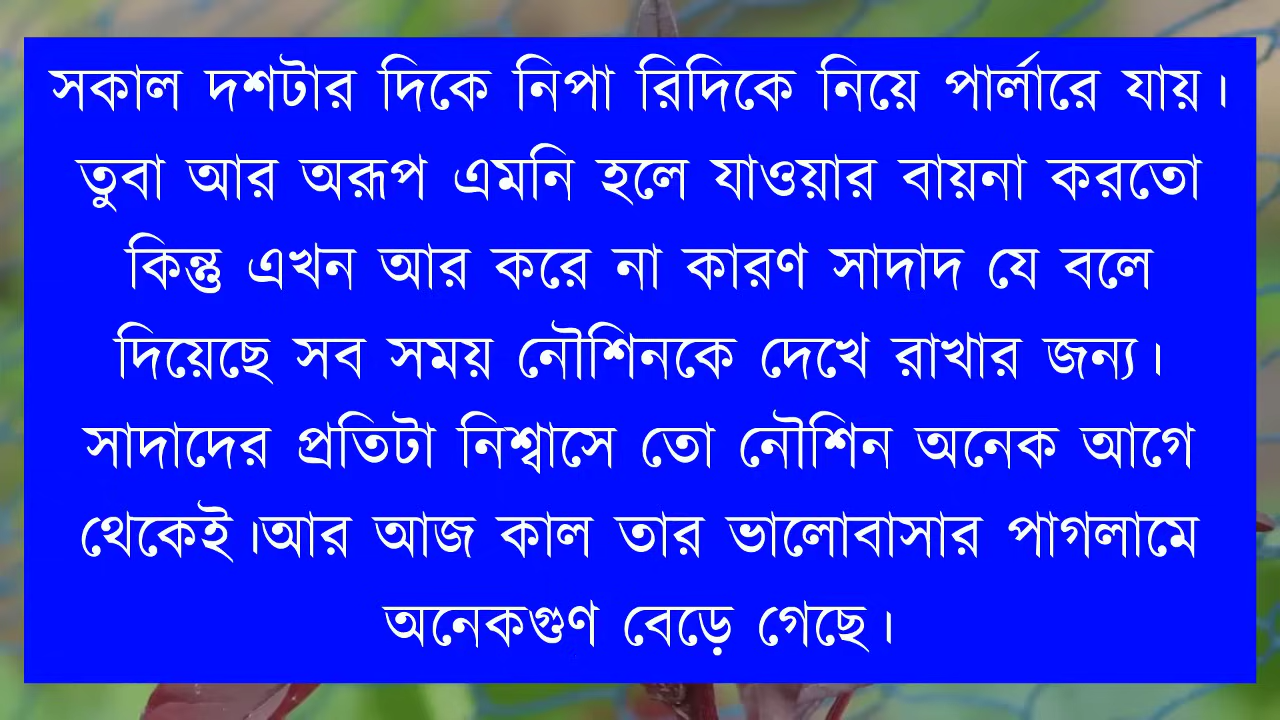 সকাল দশটার দিকে নিপা রিদিকে নিয়ে পার্লারে যায়।
তুবা আর অরূপ এমনি হলে যাওয়ার বায়না করতো
কিন্তু এখন আর করে না কারণ সাদাদ যে বলে
দিয়েছে সব সময় নৌশিনকে দেখে রাখার জন্য।
সাদাদের প্রতিটা নিশ্বাসে তো নৌশিন অনেক আগে
থেকেই।আর আজ কাল তার ভালোবাসার পাগলামে
অনেকগুণ বেড়ে গেছে।